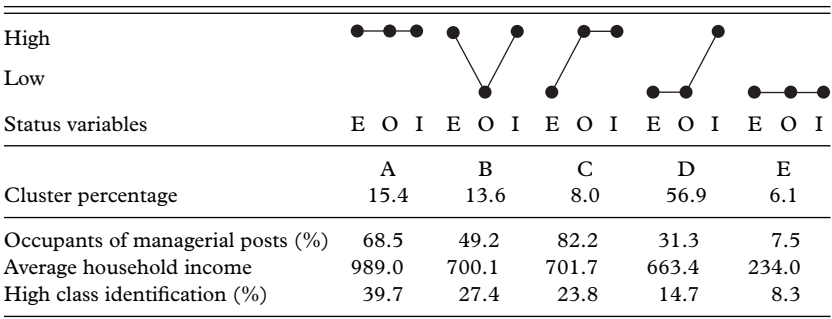 High
Low
Status variables E O I E O I E O I E O I E O I
A B C D E
Cluster percentage 15.4 13.6 8.0 56.9 6.1
Occupants of managerial posts (%) 68.5 49.2 82.2 31.3 7.5
Average household income 989.0 700.1 701.7 663.4 234.0
High class identification (%) 39.7 27.4 23.8 14.7 8.3